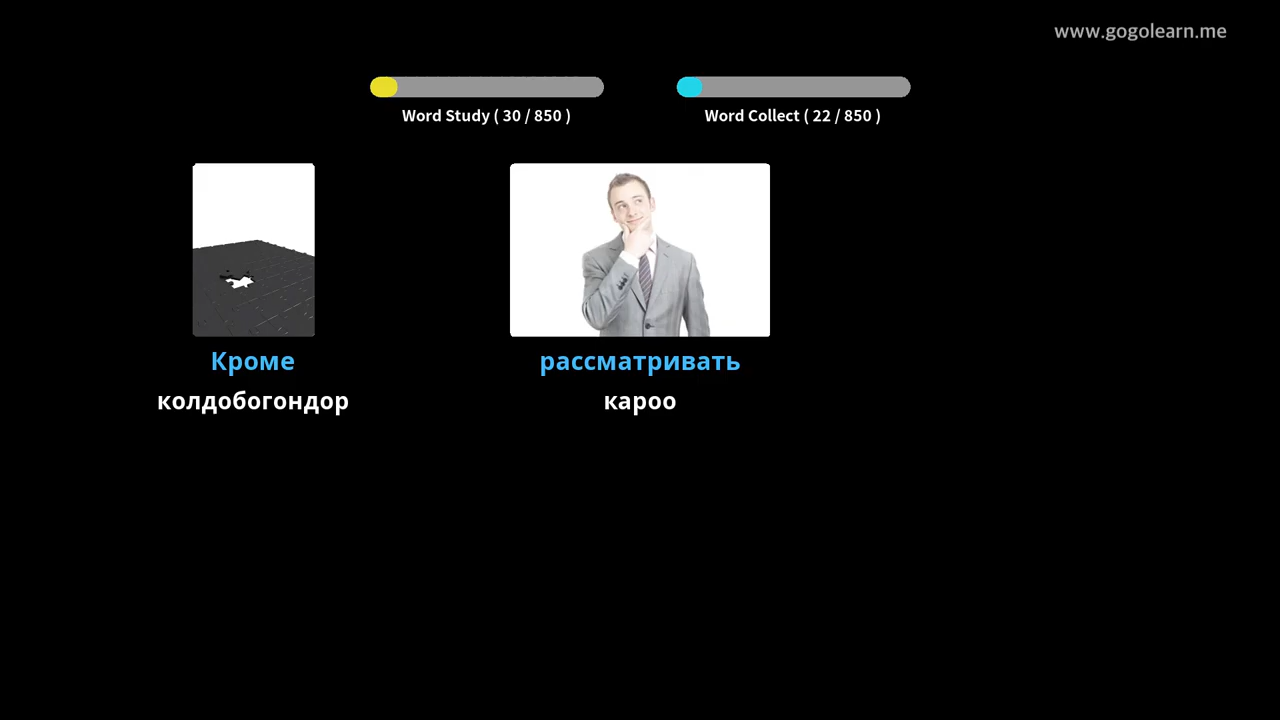 www.gogolearn.me
Word Study ( 30 / 850 )
Word Collect ( 22 / 850 )
Кроме
колдобогондор
рассматривать
кароо